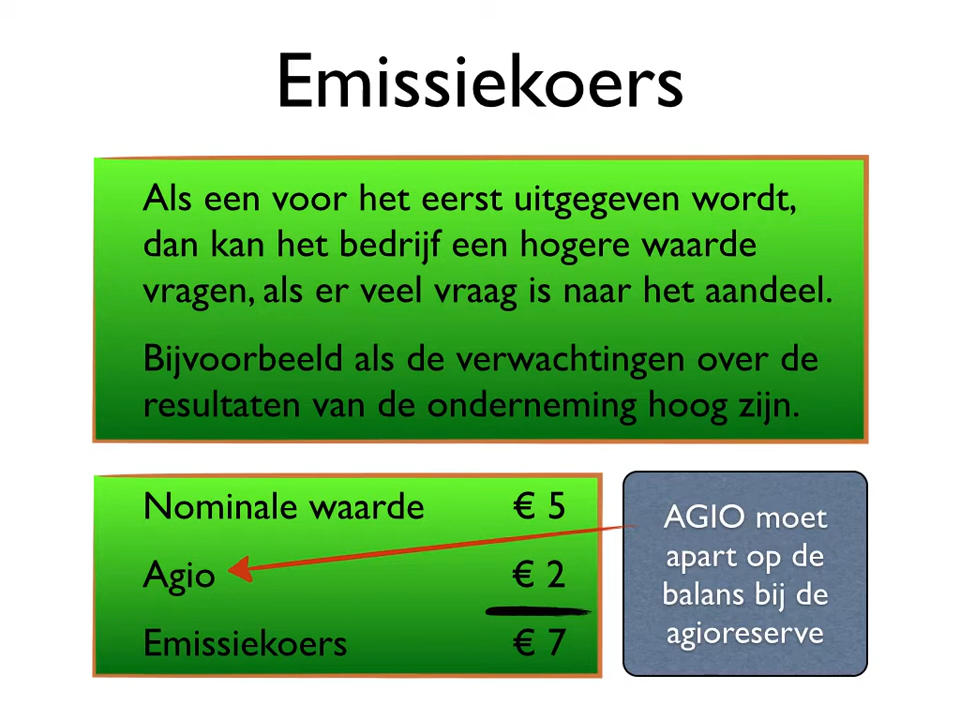 Emissiekoers
Als een voor het eerst uitgegeven wordt,
dan kan het bedrijf een hogere waarde
vragen, als er veel vraag is naar het aandeel.
Bijvoorbeeld als de verwachtingen over de
resultaten van de onderneming hoog zijn.
Nominale waarde € 5
Agio € 2
Emissiekoers € 7
AGIO moet
apart op de
balans bij de
agioreserve